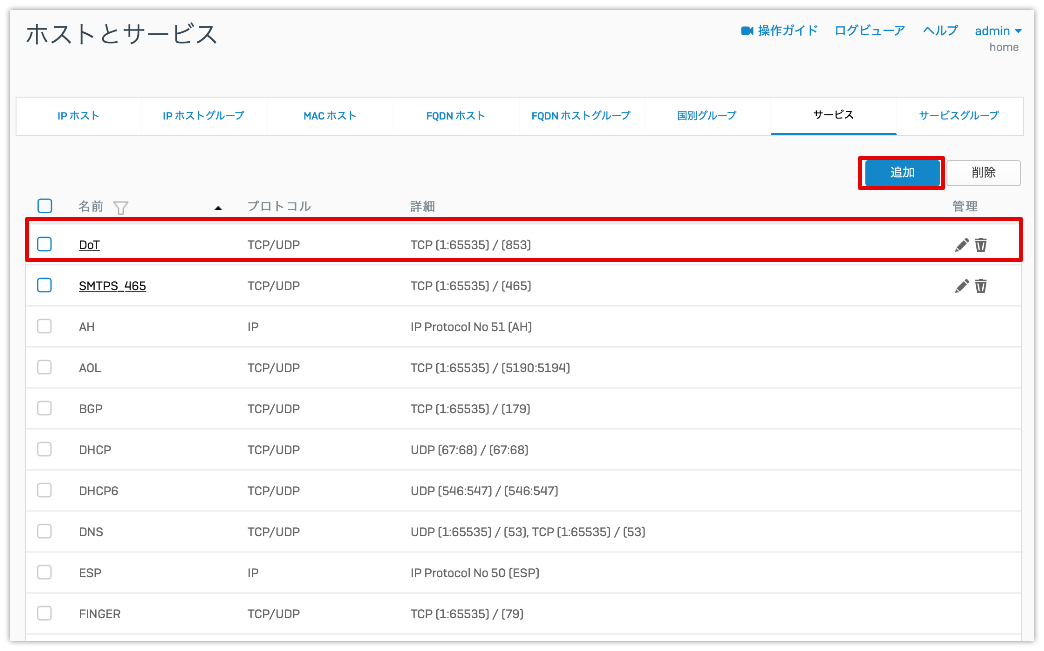 ホストとサービス
操作ガイド ログビューア ヘルプ admin
home
IP ホスト IP ホストグループ MAC ホスト FQDN ホスト FQDN ホストグループ 国別グループ サービス サービスグループ
追加 削除
名前 プロトコル 詳細 管理
DoT TCP/UDP TCP (1:65535) / (853)
SMTPS_465 TCP/UDP TCP (1:65535) / (465)
AH IP IP Protocol No 51 (AH)
AOL TCP/UDP TCP (1:65535) / (5190:5194)
BGP TCP/UDP TCP (1:65535) / (179)
DHCP TCP/UDP UDP (67:68) / (67:68)
DHCP6 TCP/UDP UDP (546:547) / (546:547)
DNS TCP/UDP UDP (1:65535) / (53), TCP (1:65535) / (53)
ESP IP IP Protocol No 50 (ESP)
FINGER TCP/UDP TCP (1:65535) / (79)